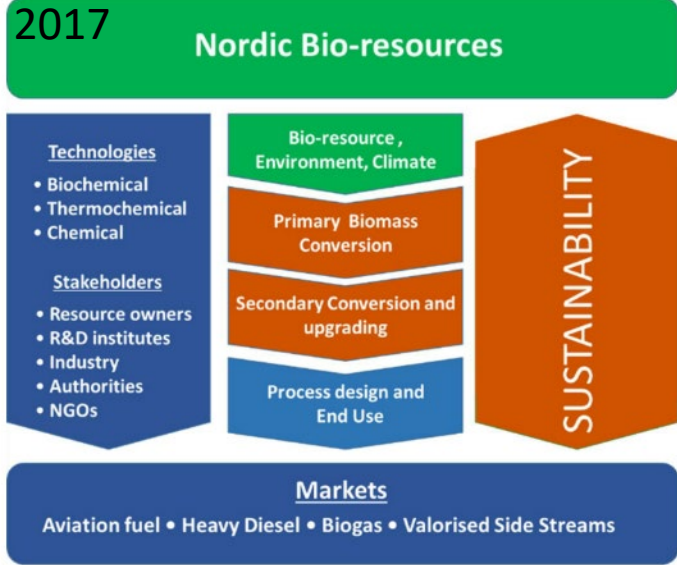 2017
Nordic Bio-resources
Technologies
• Biochemical
• Thermochemical
• Chemical
Stakeholders
• Resource owners
• R&D institutes
• Industry
• Authorities
• NGOs
Bio-resource ,
Environment, Climate
Primary Biomass
Conversion
Secondary Conversion and
upgrading
Process design and
End Use
SUSTAINABILITY
Markets
Aviation fuel • Heavy Diesel • Biogas • Valorised Side Streams